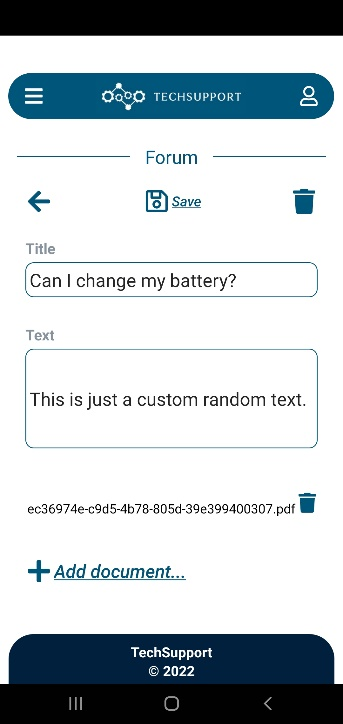 TECHSUPPORT
Forum
Save
Title
Can I change my battery?
Text
This is just a custom random text.
ec36974e-c9d5-4b78-805d-39e399400307.pdf
Add document...
TechSupport
© 2022